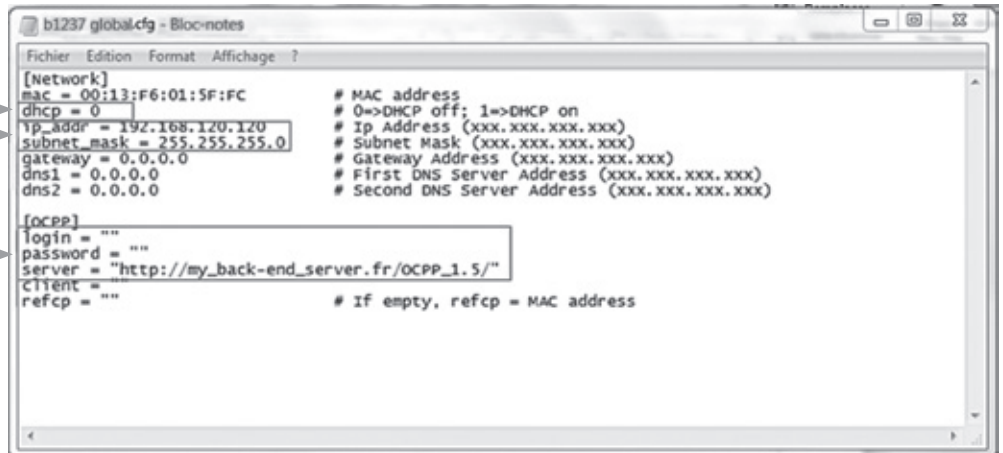 b1237 global.cfg - Bloc-notes
Fichier Edition Format Affichage ?
[Network]
mac = 00:13:F6:01:5F:FC # MAC address
dhcp = 0 # 0=>DHCP off; 1=>DHCP on
ip_addr = 192.168.120.120 # Ip Address (xxx.xxx.xxx.xxx)
subnet_mask = 255.255.255.0 # Subnet Mask (xxx.xxx.xxx.xxx)
gateway = 0.0.0.0 # Gateway Address (xxx.xxx.xxx.xxx)
dns1 = 0.0.0.0 # First DNS Server Address (xxx.xxx.xxx.xxx)
dns2 = 0.0.0.0 # Second DNS Server Address (xxx.xxx.xxx.xxx)
[OCPP]
login = ""
password = ""
server = "http://my_back-end_server.fr/OCPP_1.5/"
client = ""
refcp = "" # If empty, refcp = MAC address